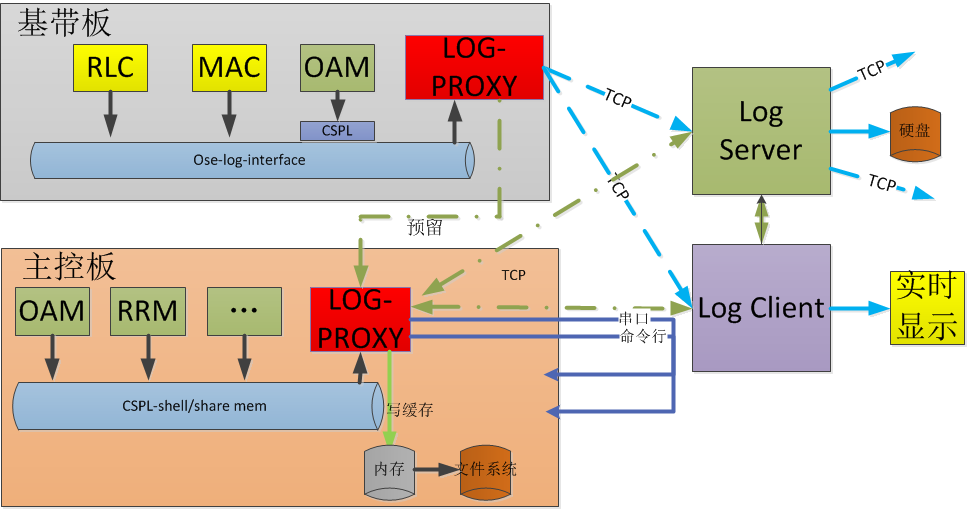 基带板
RLC
MAC
OAM
LOG-
PROXY
CSPL
Ose-log-interface
TCP
TCP
Log
Server
TCP
硬盘
TCP
预留
主控板
OAM
RRM
...
LOG-
PROXY
TCP
串口
命令行
Log Client
实时
显示
CSPL-shell/share mem
写缓存
内存
文件系统